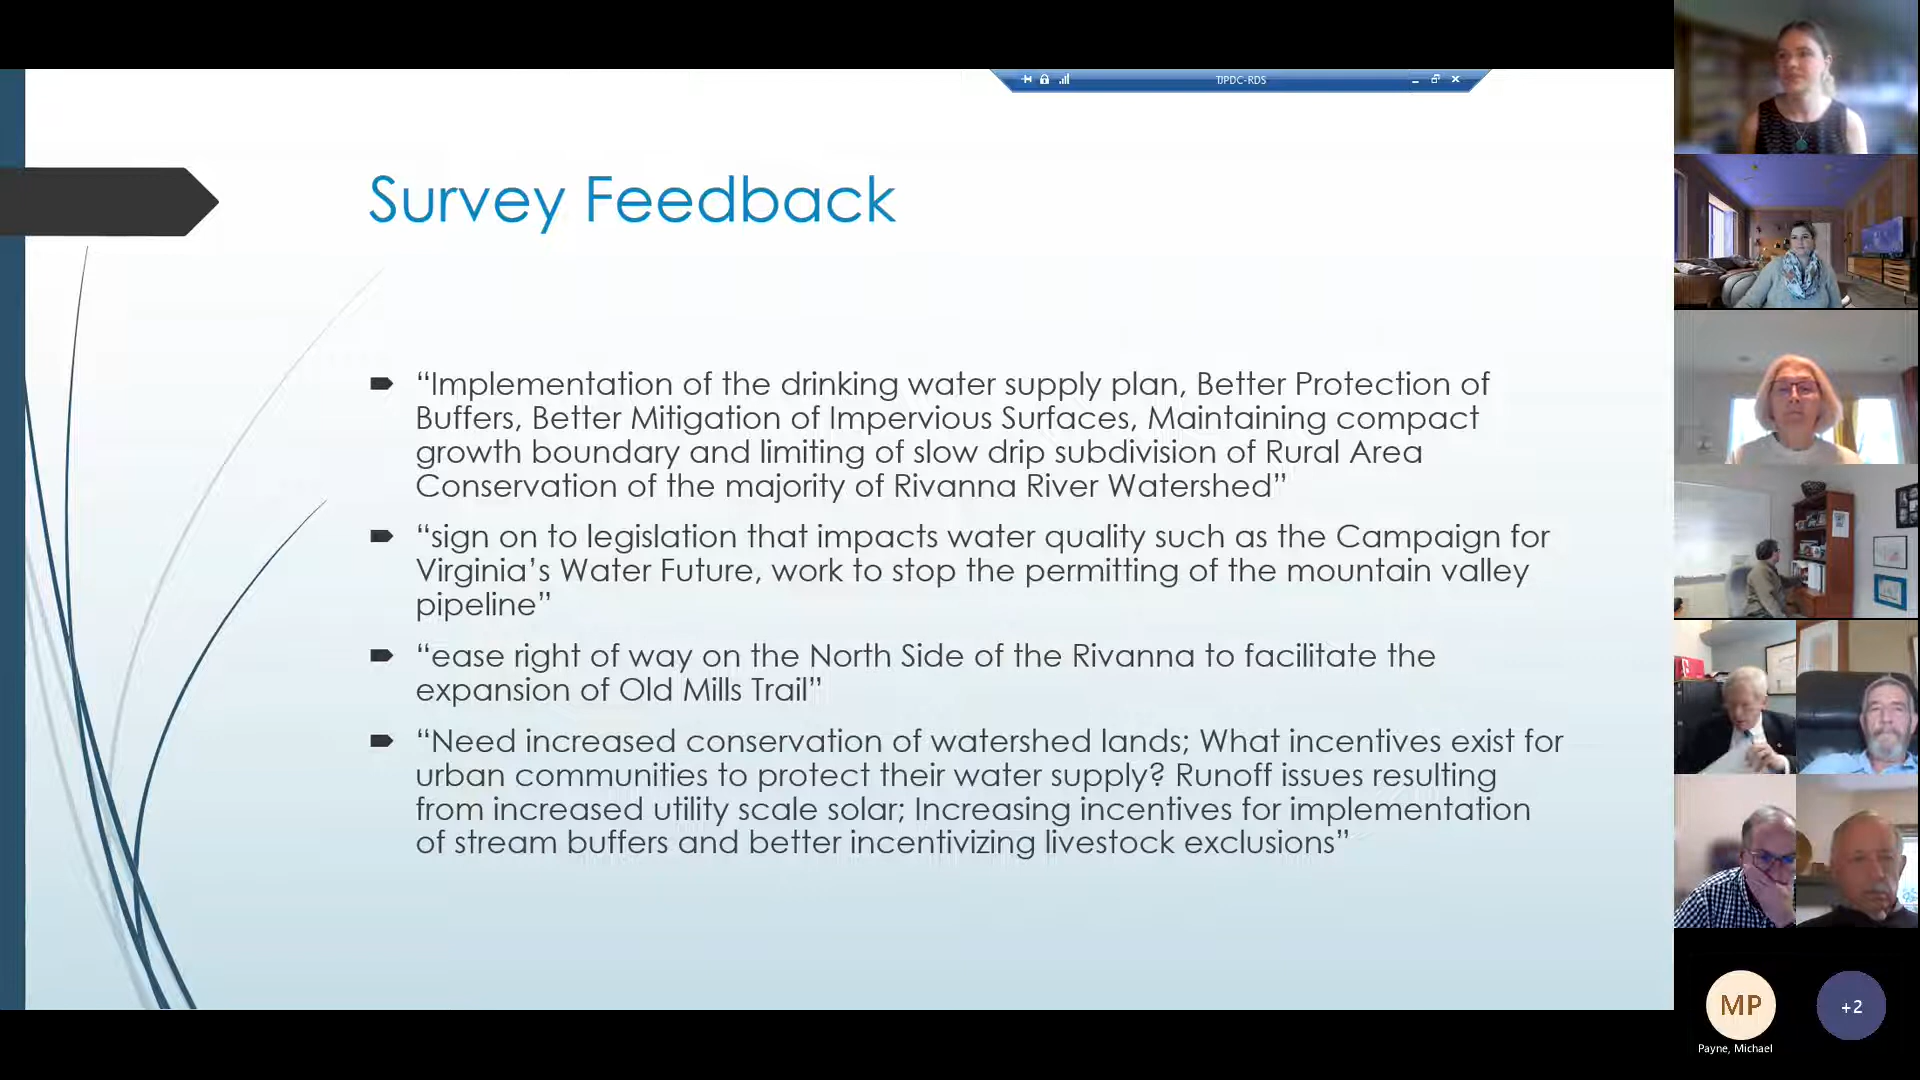 TJPDC-RDS
Survey Feedback
“Implementation of the drinking water supply plan, Better Protection of
Buffers, Better Mitigation of Impervious Surfaces, Maintaining compact
growth boundary and limiting of slow drip subdivision of Rural Area
Conservation of the majority of Rivanna River Watershed”
“sign on to legislation that impacts water quality such as the Campaign for
Virginia’s Water Future, work to stop the permitting of the mountain valley
pipeline”
“ease right of way on the North Side of the Rivanna to facilitate the
expansion of Old Mills Trail”
“Need increased conservation of watershed lands; What incentives exist for
urban communities to protect their water supply? Runoff issues resulting
from increased utility scale solar; Increasing incentives for implementation
of stream buffers and better incentivizing livestock exclusions”
MP
+2
Payne, Michael